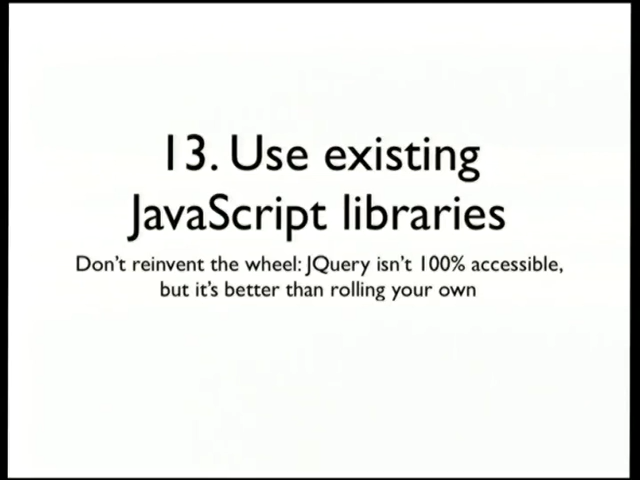 13. Use existing
JavaScript libraries
Don't reinvent the wheel: JQuery isn't 100% accessible,
but it's better than rolling your own